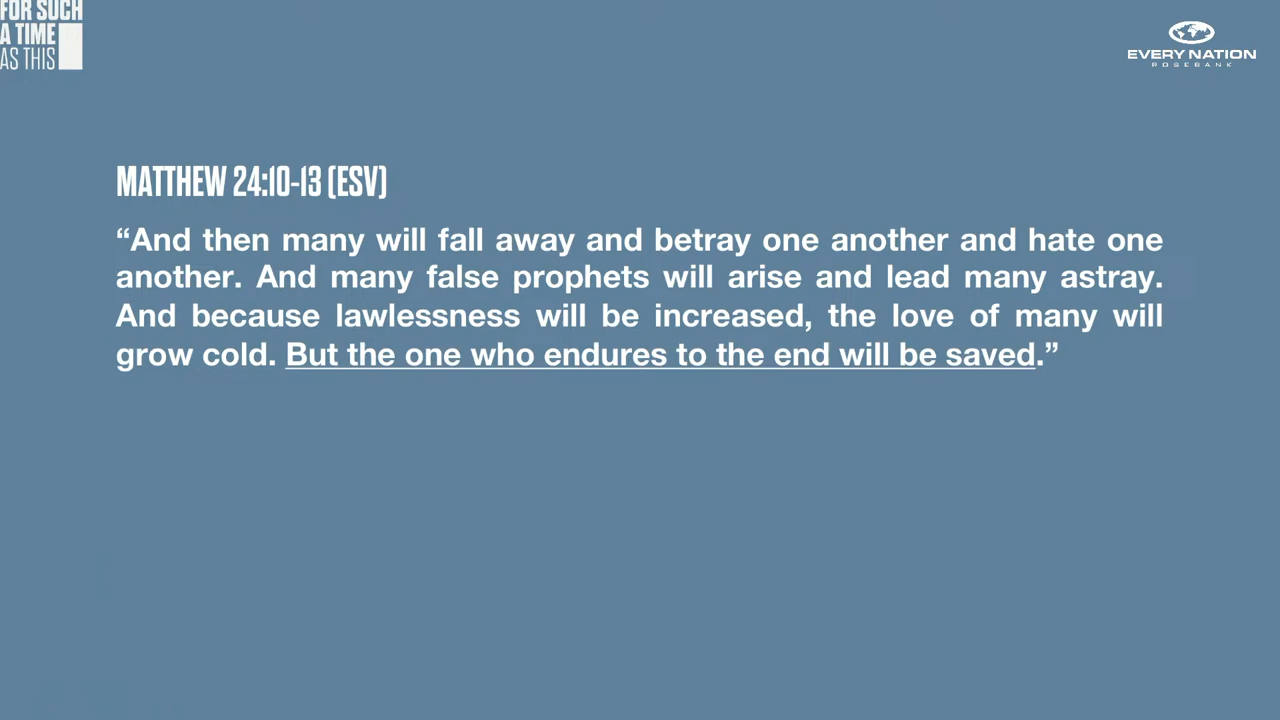 FOR SUCH
A TIME
AS THIS
EVERY NATION
ROSEBANK
MATTHEW 24:10-13 (ESV)
“And then many will fall away and betray one another and hate one
another. And many false prophets will arise and lead many astray.
And because lawlessness will be increased, the love of many will
grow cold. But the one who endures to the end will be saved.”